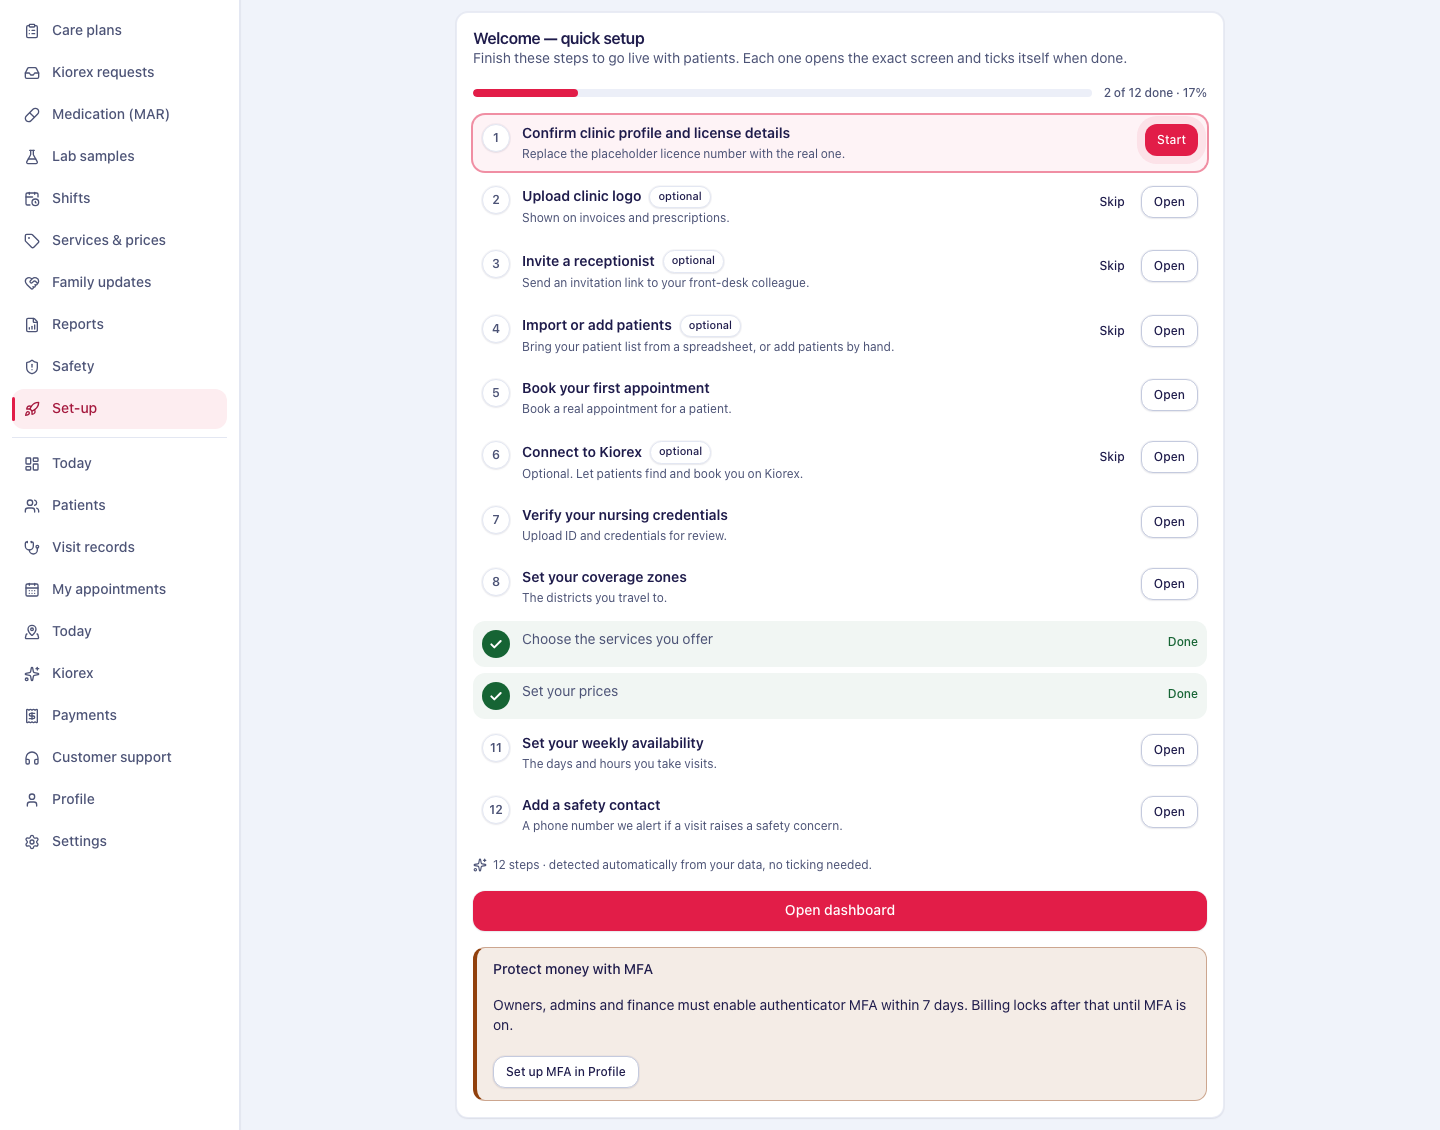 Care plans
Kiorex requests
Medication (MAR)
Lab samples
Shifts
Services & prices
Family updates
Reports
Safety
Set-up
Today
Patients
Visit records
My appointments
Today
Kiorex
Payments
Customer support
Profile
Settings
Welcome — quick setup
Finish these steps to go live with patients. Each one opens the exact screen and ticks itself when done.
2 of 12 done · 17%
1 Confirm clinic profile and license details Start
Replace the placeholder licence number with the real one.
2 Upload clinic logo optional Skip Open
Shown on invoices and prescriptions.
3 Invite a receptionist optional Skip Open
Send an invitation link to your front-desk colleague.
4 Import or add patients optional Skip Open
Bring your patient list from a spreadsheet, or add patients by hand.
5 Book your first appointment Open
Book a real appointment for a patient.
6 Connect to Kiorex optional Skip Open
Optional. Let patients find and book you on Kiorex.
7 Verify your nursing credentials Open
Upload ID and credentials for review.
8 Set your coverage zones Open
The districts you travel to.
Choose the services you offer Done
Set your prices Done
11 Set your weekly availability Open
The days and hours you take visits.
12 Add a safety contact Open
A phone number we alert if a visit raises a safety concern.
12 steps · detected automatically from your data, no ticking needed.
Open dashboard
Protect money with MFA
Owners, admins and finance must enable authenticator MFA within 7 days. Billing locks after that until MFA is
on.
Set up MFA in Profile